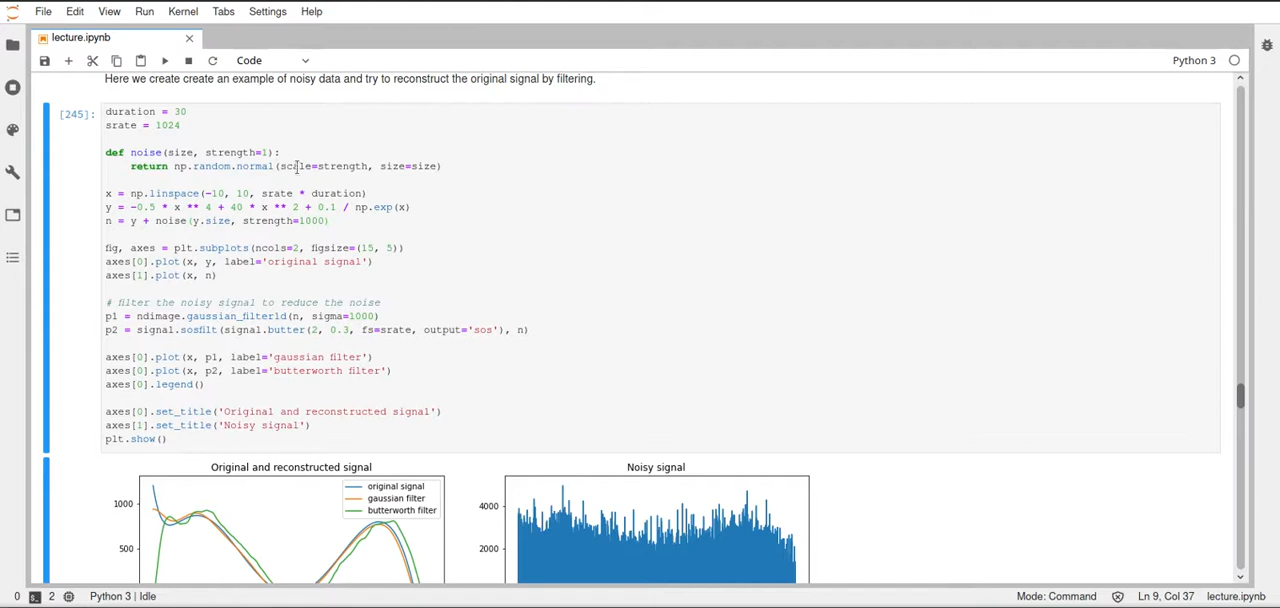 File Edit View Run Kernel Tabs Settings Help
lecture.ipynb
Code
Python 3
Here we create create an example of noisy data and try to reconstruct the original signal by filtering.
[245]:
duration = 30
srate = 1024
def noise(size, strength=1):
return np.random.normal(scale=strength, size=size)
x = np.linspace(-10, 10, srate * duration)
y = -0.5 * x ** 4 + 40 * x ** 2 + 0.1 / np.exp(x)
n = y + noise(y.size, strength=1000)
fig, axes = plt.subplots(ncols=2, figsize=(15, 5))
axes[0].plot(x, y, label='original signal')
axes[1].plot(x, n)
# filter the noisy signal to reduce the noise
p1 = ndimage.gaussian_filter1d(n, sigma=1000)
p2 = signal.sosfilt(signal.butter(2, 0.3, fs=srate, output='sos'), n)
axes[0].plot(x, p1, label='gaussian filter')
axes[0].plot(x, p2, label='butterworth filter')
axes[0].legend()
axes[0].set_title('Original and reconstructed signal')
axes[1].set_title('Noisy signal')
plt.show()
Original and reconstructed signal
original signal
gaussian filter
butterworth filter
1000
500
Noisy signal
4000
2000
0 2 Python 3 | Idle Mode: Command Ln 9, Col 37 lecture.ipynb